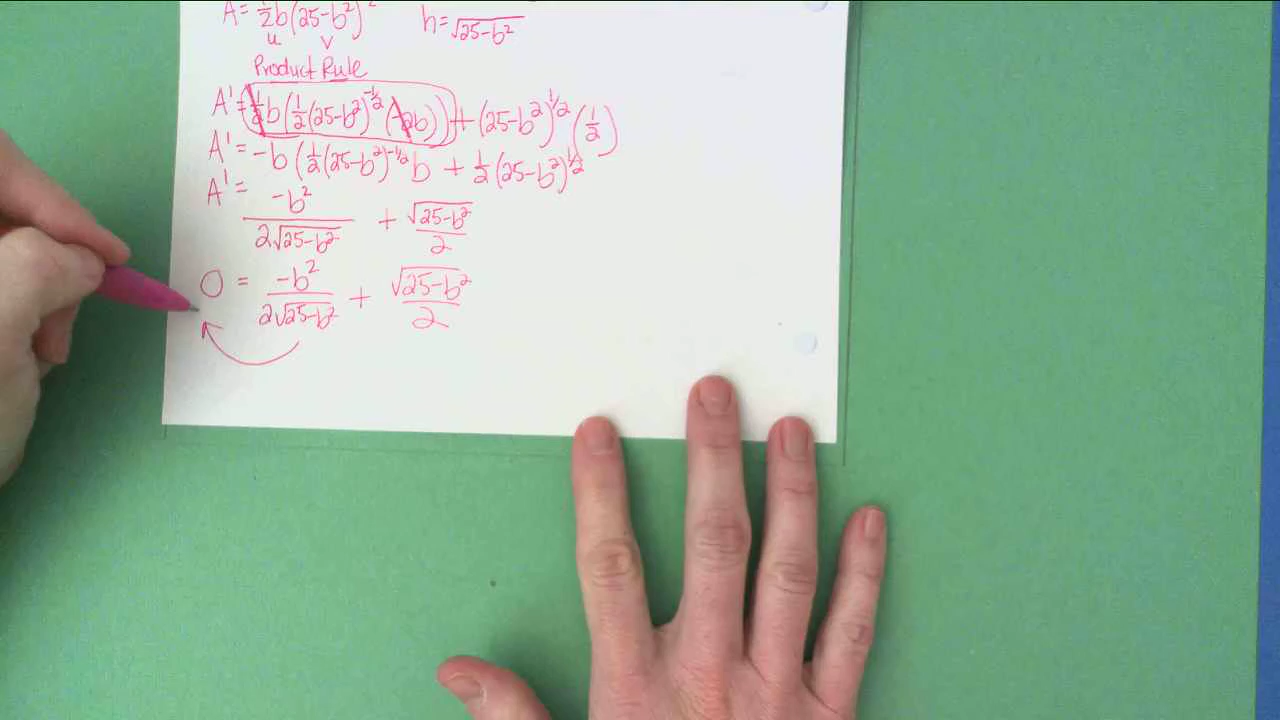 A = 1/2 b(25-b²)^1/2 h = √25-b²
u v
Product Rule
A' = 1/2 b(1/2(25-b²)^-1/2 (-2b)) + (25-b²)^1/2 (1/2)
A' = -b(1/2(25-b²)^-1/2 b + 1/2(25-b²)^1/2
A' = -b²/2√25-b² + √25-b²/2
0 = -b²/2√25-b² + √25-b²/2